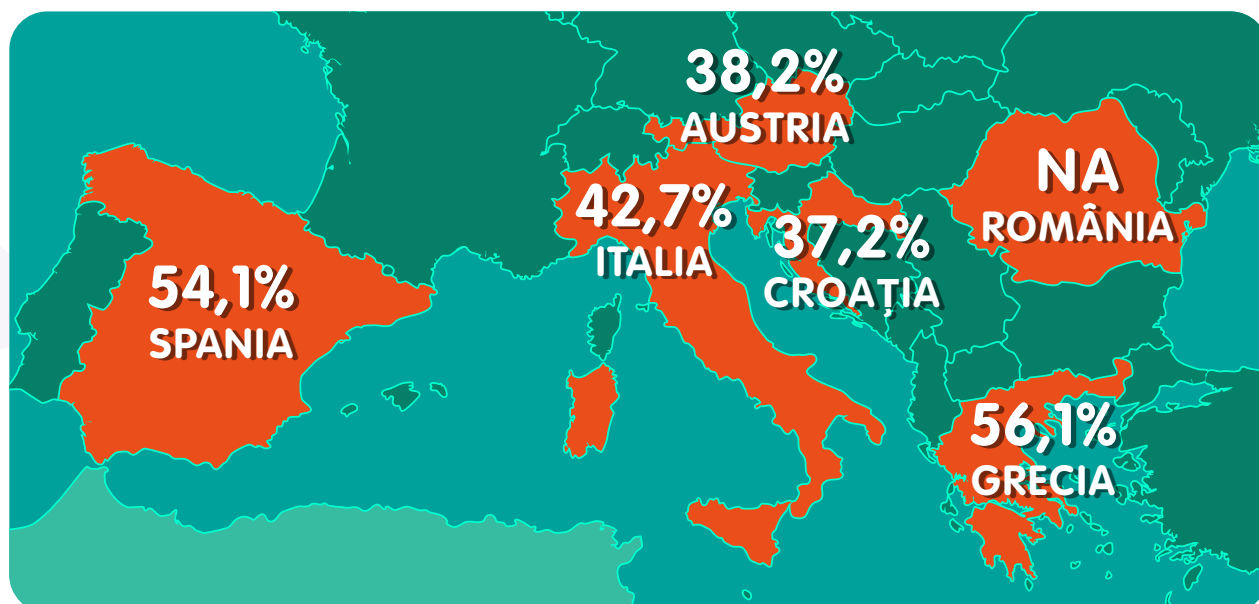 38,2%
AUSTRIA
NA
ROMÂNIA
42,7%
ITALIA
37,2%
CROAȚIA
54,1%
SPANIA
56,1%
GRECIA